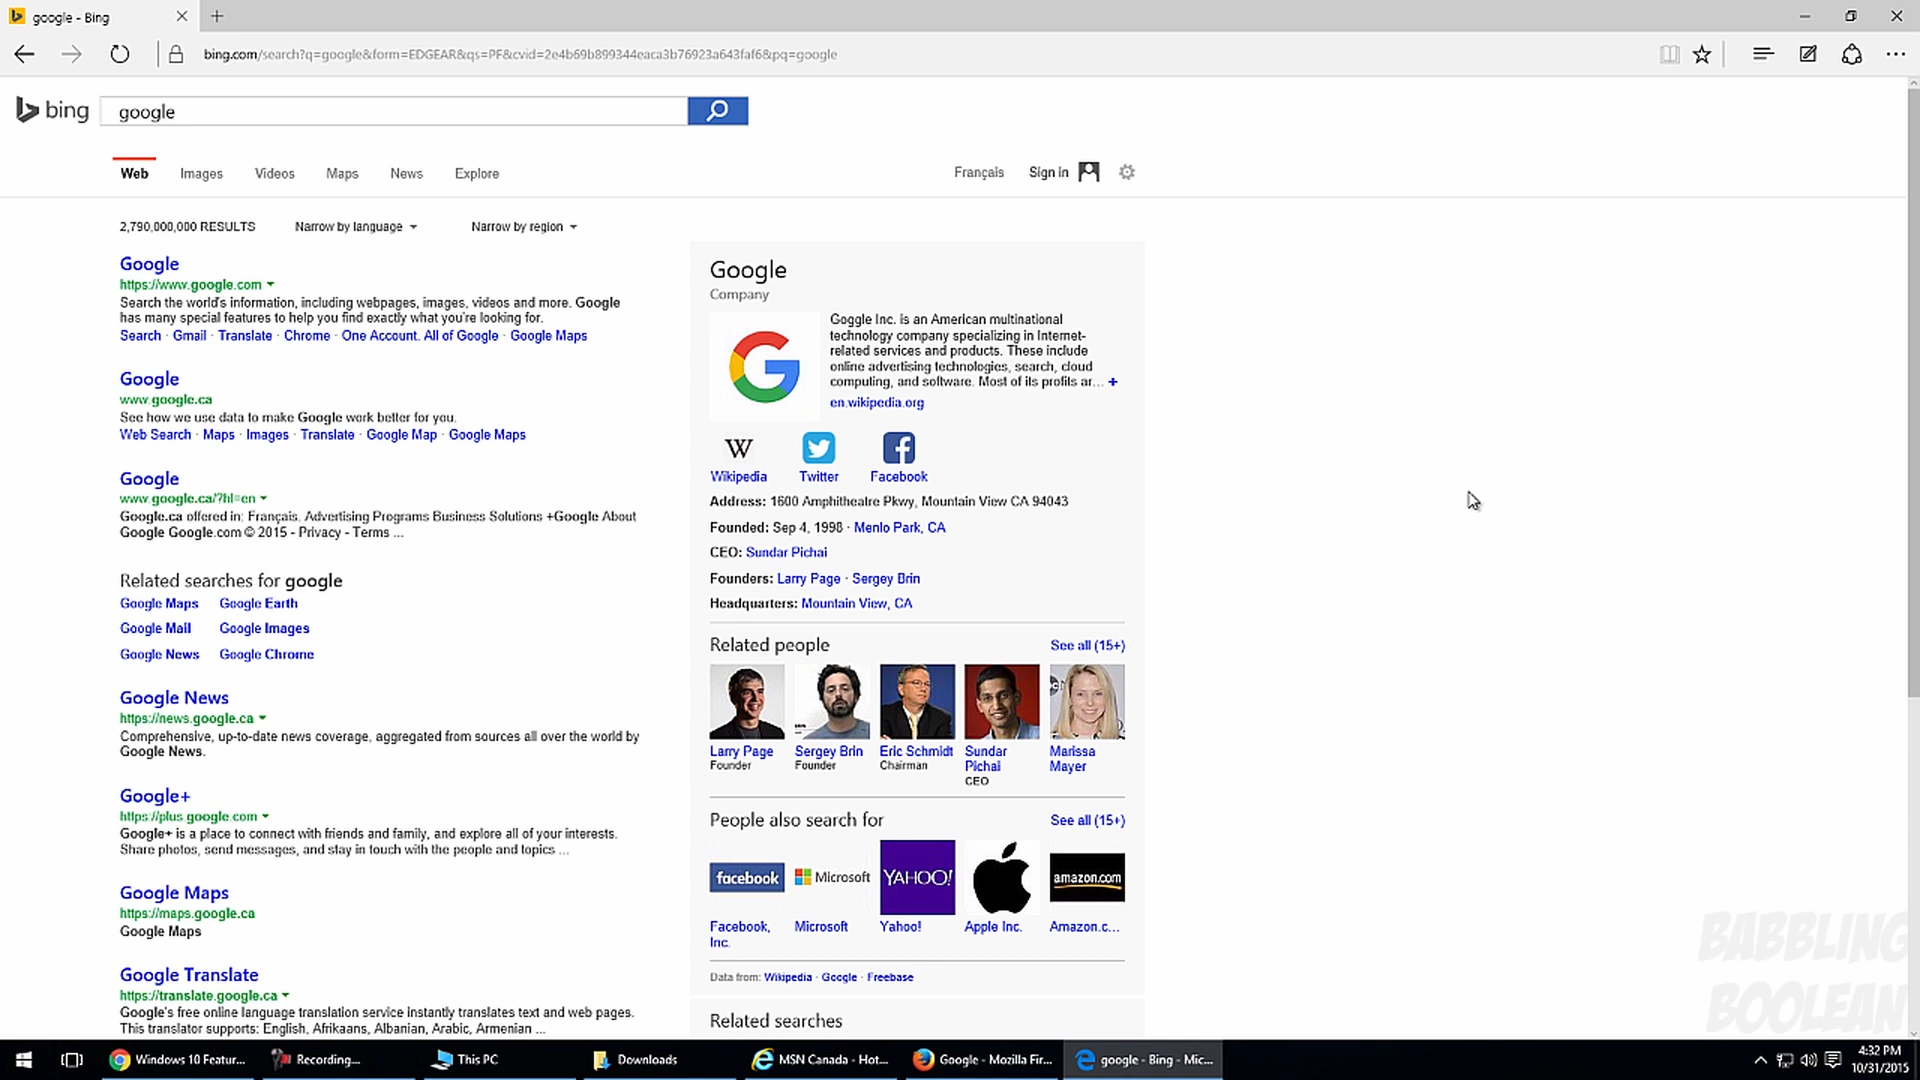 google - Bing
bing.com/search?q=google&form=EDGEAR&qs=PF&cvid=2e4b69b899344eaca3b76923a643faf6&pq=google
bing
google
Web Images Videos Maps News Explore
Français Sign in
2,790,000,000 RESULTS Narrow by language Narrow by region
Google
https://www.google.com
Search the world's information, including webpages, images, videos and more. Google
has many special features to help you find exactly what you're looking for.
Search · Gmail · Translate · Chrome · One Account. All of Google · Google Maps
Google
www.google.ca
See how we use data to make Google work better for you.
Web Search · Maps · Images · Translate · Google Map · Google Maps
Google
www.google.ca/?hl=en
Google.ca offered in: Français. Advertising Programs Business Solutions +Google About
Google Google.com © 2015 - Privacy - Terms ...
Related searches for google
Google Maps Google Earth
Google Mail Google Images
Google News Google Chrome
Google News
https://news.google.ca
Comprehensive, up-to-date news coverage, aggregated from sources all over the world by
Google News.
Google+
https://plus.google.com
Google+ is a place to connect with friends and family, and explore all of your interests.
Share photos, send messages, and stay in touch with the people and topics ...
Google Maps
https://maps.google.ca
Google Maps
Google Translate
https://translate.google.ca
Google's free online language translation service instantly translates text and web pages.
This translator supports: English, Afrikaans, Albanian, Arabic, Armenian ...
Google
Company
Goggle Inc. is an American multinational
technology company specializing in Internet-
related services and products. These include
online advertising technologies, search, cloud
computing, and software. Most of its profits ar... +
en.wikipedia.org
W
Wikipedia Twitter Facebook
Address: 1600 Amphitheatre Pkwy, Mountain View CA 94043
Founded: Sep 4, 1998 · Menlo Park, CA
CEO: Sundar Pichai
Founders: Larry Page · Sergey Brin
Headquarters: Mountain View, CA
Related people See all (15+)
Larry Page Sergey Brin Eric Schmidt Sundar Marissa
Founder Founder Chairman Pichai Mayer
CEO
People also search for See all (15+)
facebook Microsoft YAHOO! amazon.com
Facebook, Microsoft Yahoo! Apple Inc. Amazon.c...
Inc.
Data from: Wikipedia · Google · Freebase
Related searches
BABBLING
BOOLEAN
Windows 10 Featur... Recording... This PC Downloads MSN Canada - Hot... Google - Mozilla Fir... google - Bing - Mic...
4:32 PM
10/31/2015